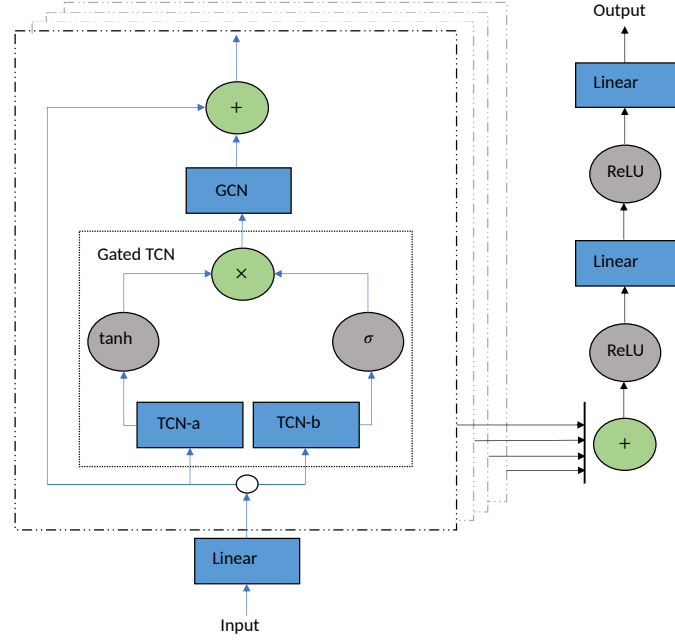 Output
Linear
ReLU
Linear
ReLU
+
+
GCN
Gated TCN
×
tanh
σ
TCN-a
TCN-b
Linear
Input